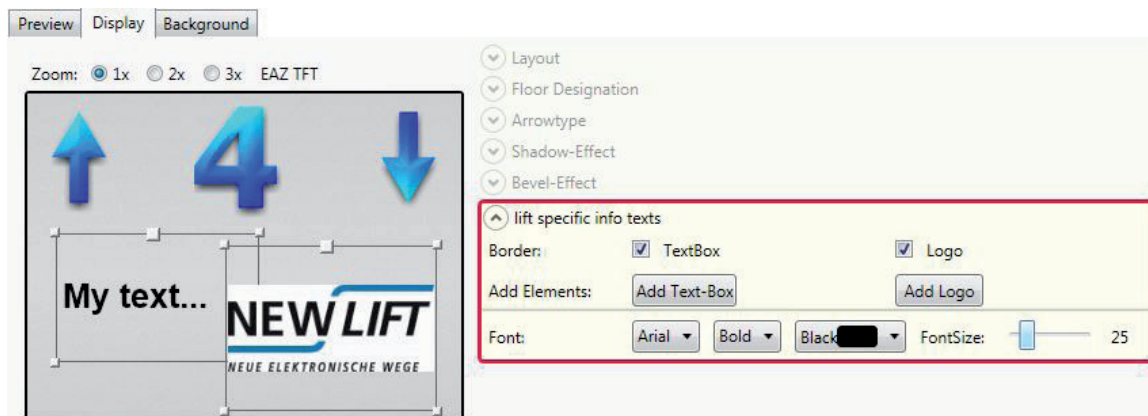 Preview Display Background
Zoom: 1x 2x 3x EAZ TFT
4
My text...
NEW LIFT
NEUE ELEKTRONISCHE WEGE
Layout
Floor Designation
Arrowtype
Shadow-Effect
Bevel-Effect
lift specific info texts
Border: TextBox Logo
Add Elements: Add Text-Box Add Logo
Font: Arial Bold Black FontSize: 25